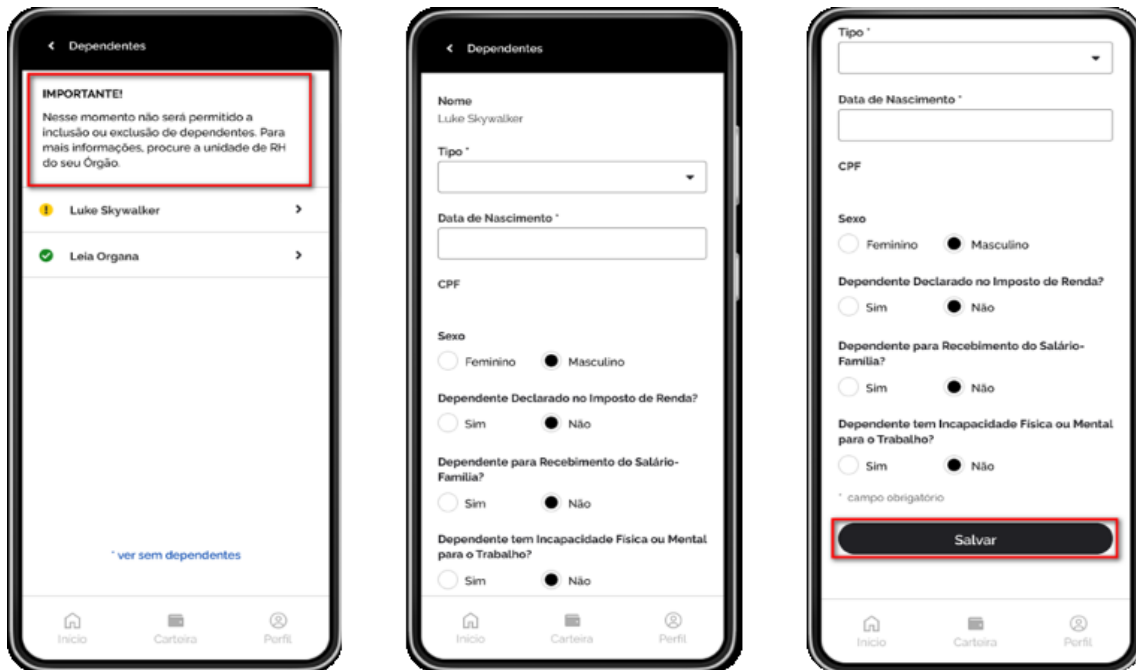 Dependentes
IMPORTANTE!
Nesse momento não será permitido a
inclusão ou exclusão de dependentes. Para
mais informações, procure a unidade de RH
do seu Órgão.
Luke Skywalker
Leia Organa
* ver sem dependentes
Início Carteira Perfil
Dependentes
Nome
Luke Skywalker
Tipo *
Data de Nascimento *
CPF
Sexo
Feminino Masculino
Dependente Declarado no Imposto de Renda?
Sim Não
Dependente para Recebimento do Salário-
Família?
Sim Não
Dependente tem Incapacidade Física ou Mental
para o Trabalho?
Sim Não
Início Carteira Perfil
Tipo *
Data de Nascimento *
CPF
Sexo
Feminino Masculino
Dependente Declarado no Imposto de Renda?
Sim Não
Dependente para Recebimento do Salário-
Família?
Sim Não
Dependente tem Incapacidade Física ou Mental
para o Trabalho?
Sim Não
* campo obrigatório
Salvar
Início Carteira Perfil